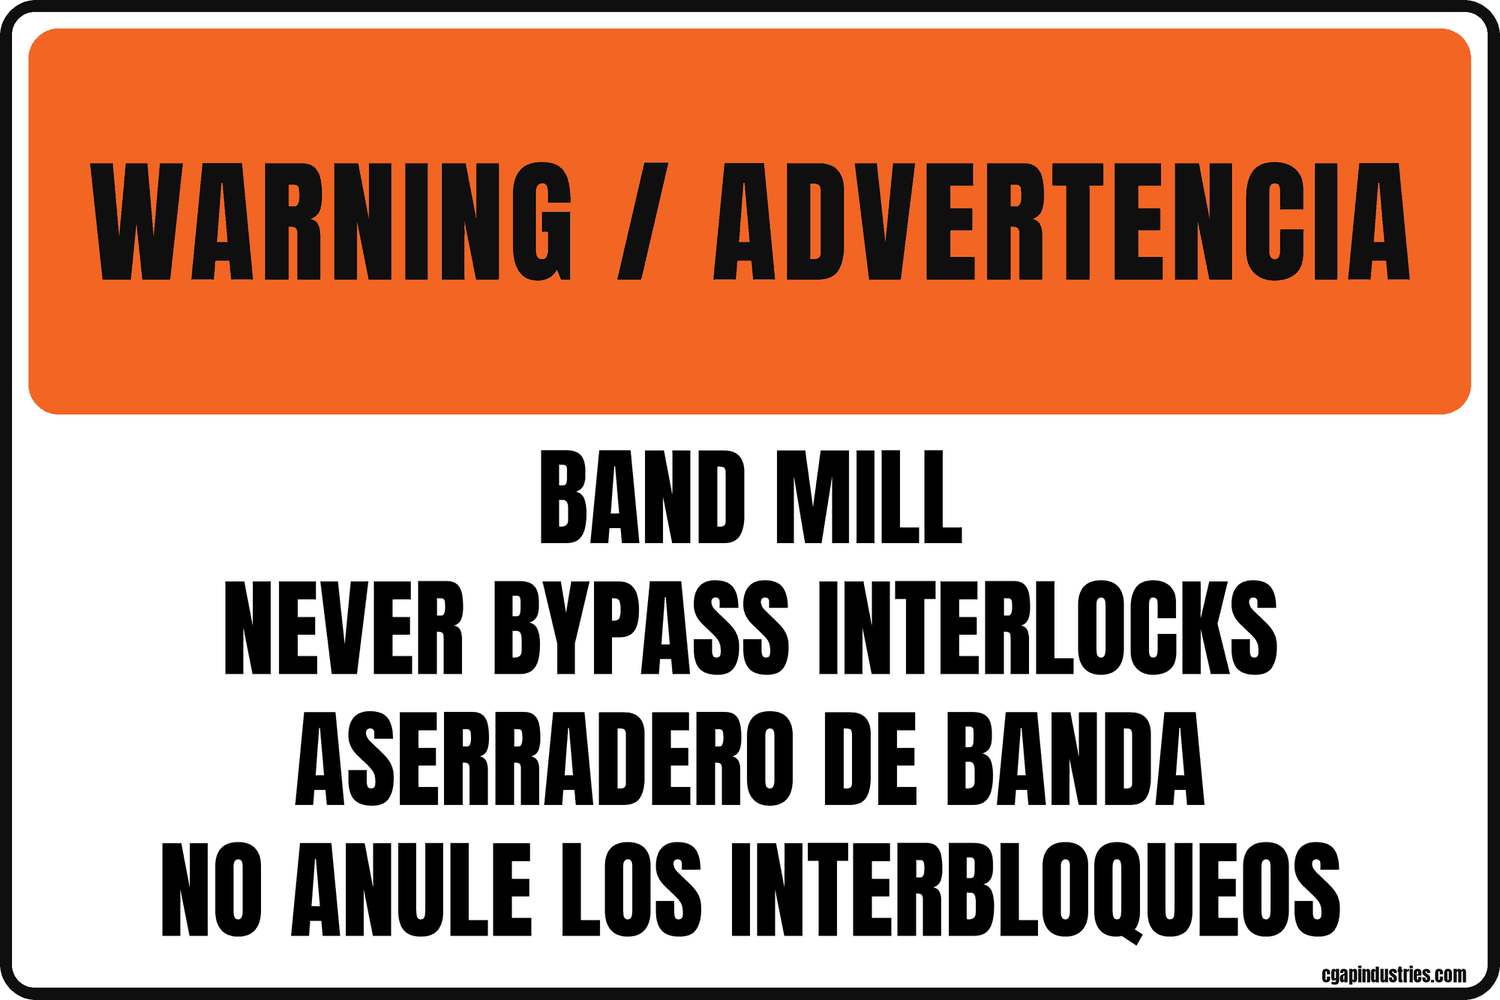 WARNING / ADVERTENCIA
BAND MILL
NEVER BYPASS INTERLOCKS
ASERRADERO DE BANDA
NO ANULE LOS INTERBLOQUEOS
cgapindustries.com